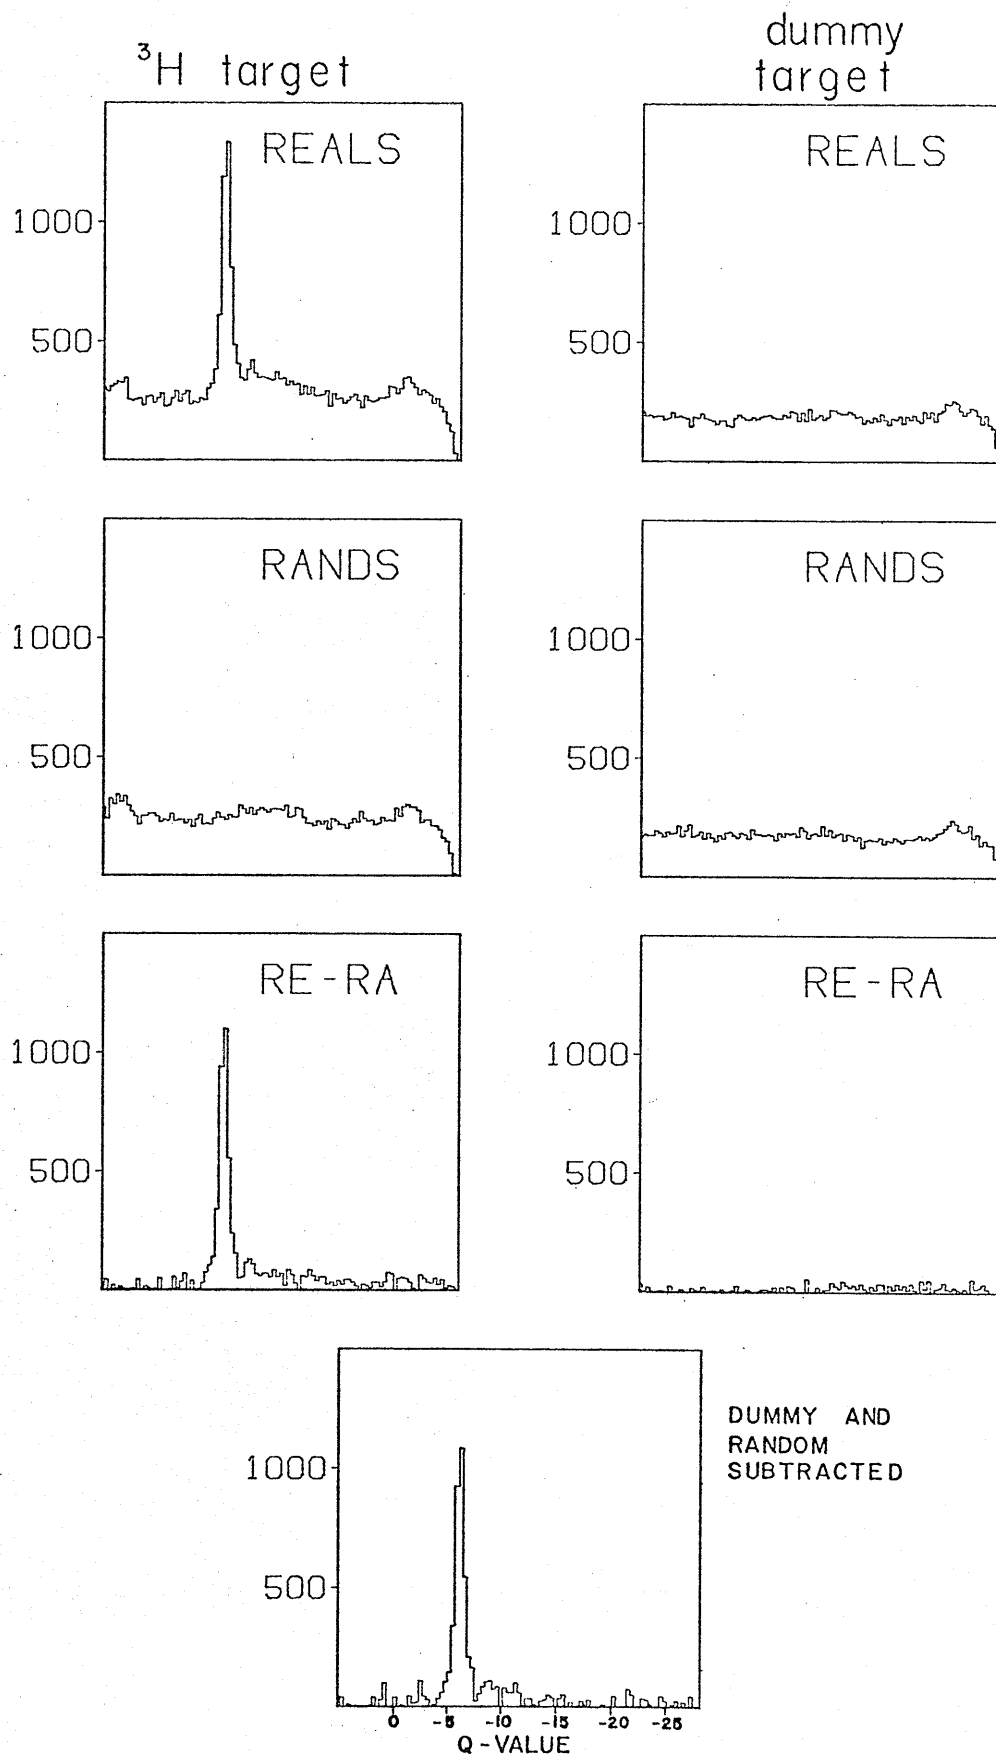 ³H target
dummy
target
REALS
1000
500
REALS
1000
500
RANDS
1000
500
RANDS
1000
500
RE-RA
1000
500
RE-RA
1000
500
DUMMY AND
RANDOM
SUBTRACTED
1000
500
0 -5 -10 -15 -20 -25
Q-VALUE